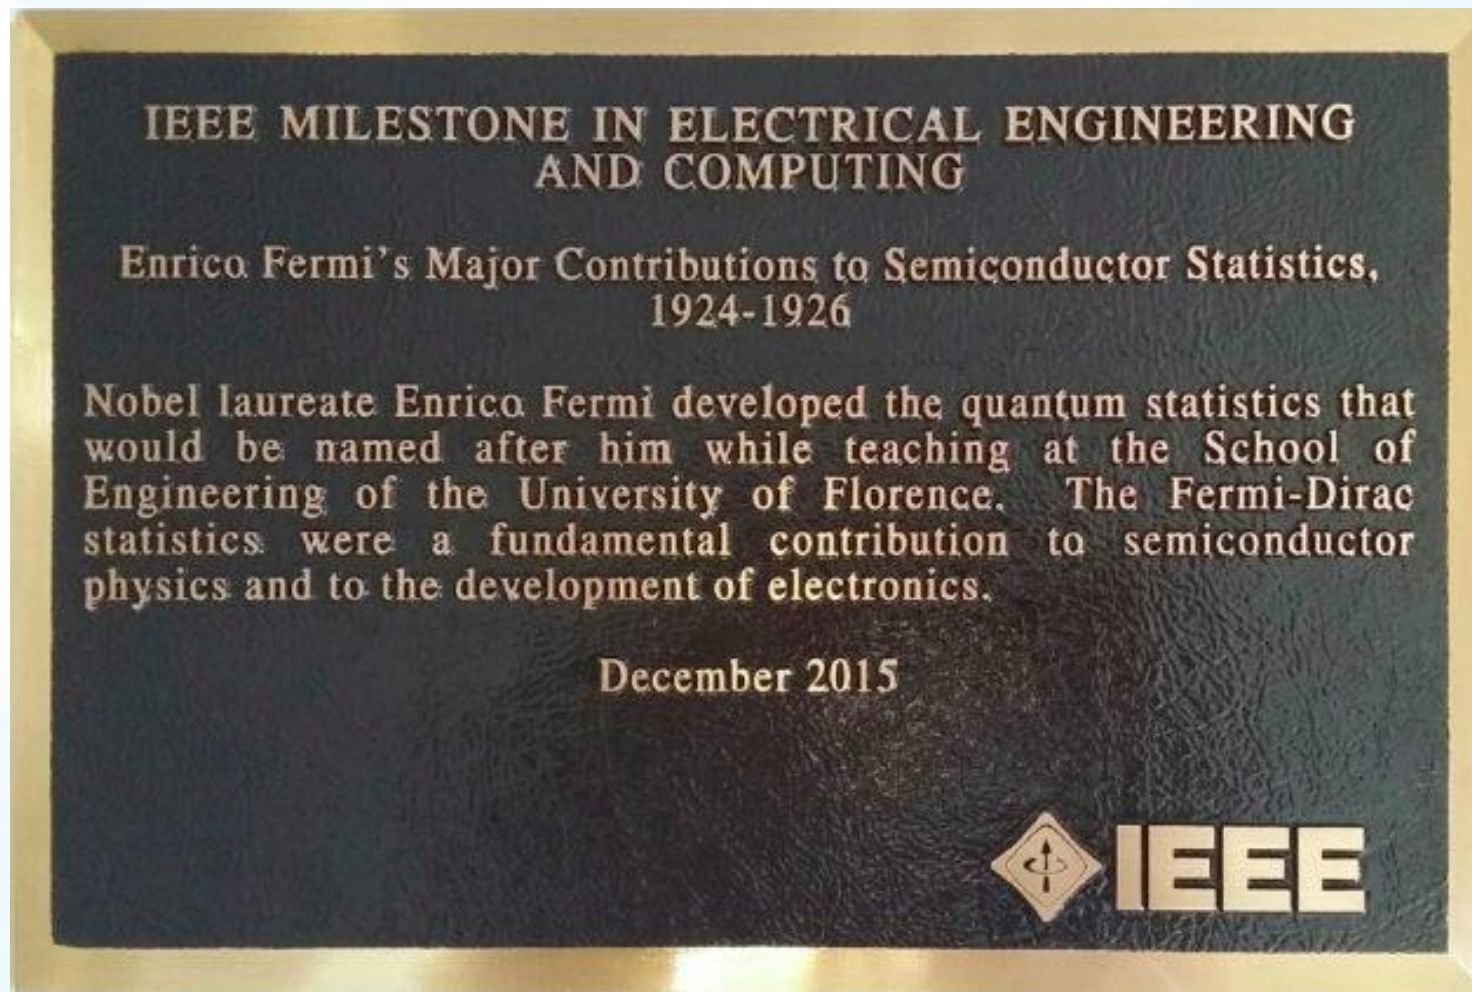 IEEE MILESTONE IN ELECTRICAL ENGINEERING
AND COMPUTING
Enrico Fermi's Major Contributions to Semiconductor Statistics,
1924-1926
Nobel laureate Enrico Fermi developed the quantum statistics that
would be named after him while teaching at the School of
Engineering of the University of Florence. The Fermi-Dirac
statistics were a fundamental contribution to semiconductor
physics and to the development of electronics.
December 2015
IEEE